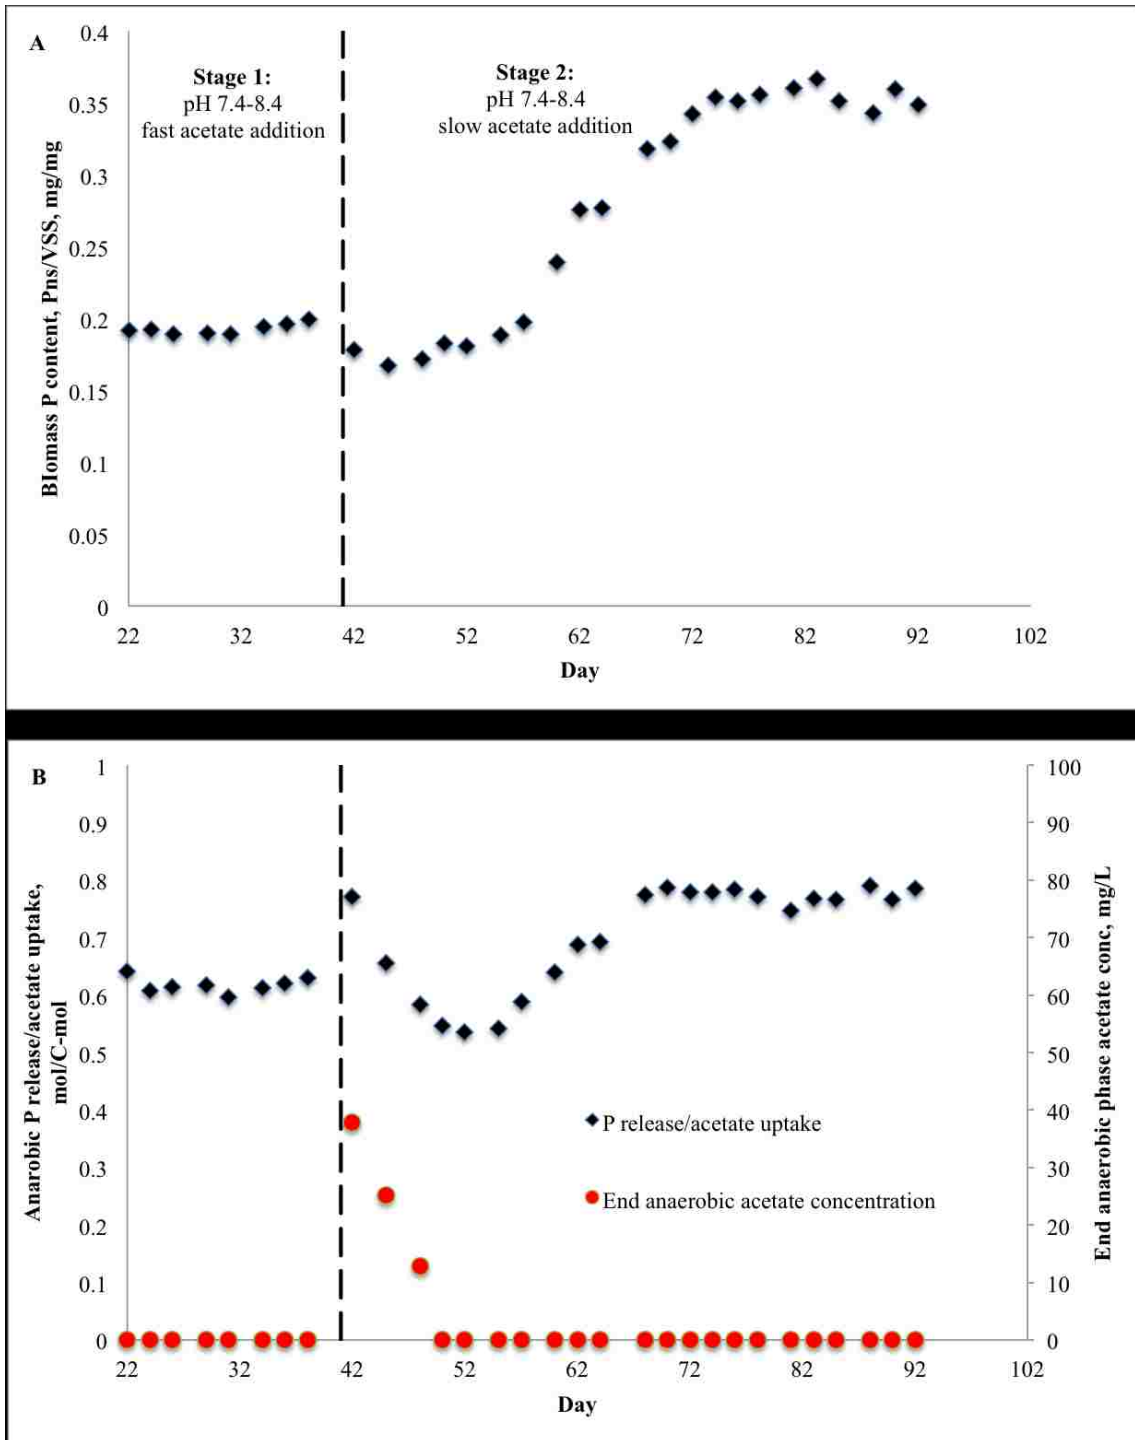 A
Stage 1:
pH 7.4-8.4
fast acetate addition
Stage 2:
pH 7.4-8.4
slow acetate addition
BIomass P content, Pns/VSS, mg/mg
0.4
0.35
0.3
0.25
0.2
0.15
0.1
0.05
0
22 32 42 52 62 72 82 92 102
Day
B
Anarobic P release/acetate uptake,
mol/C-mol
1
0.9
0.8
0.7
0.6
0.5
0.4
0.3
0.2
0.1
0
P release/acetate uptake
End anaerobic acetate concentration
100
90
80
70
60
50
40
30
20
10
0
End anaerobic phase acetate conc, mg/L
22 32 42 52 62 72 82 92 102
Day